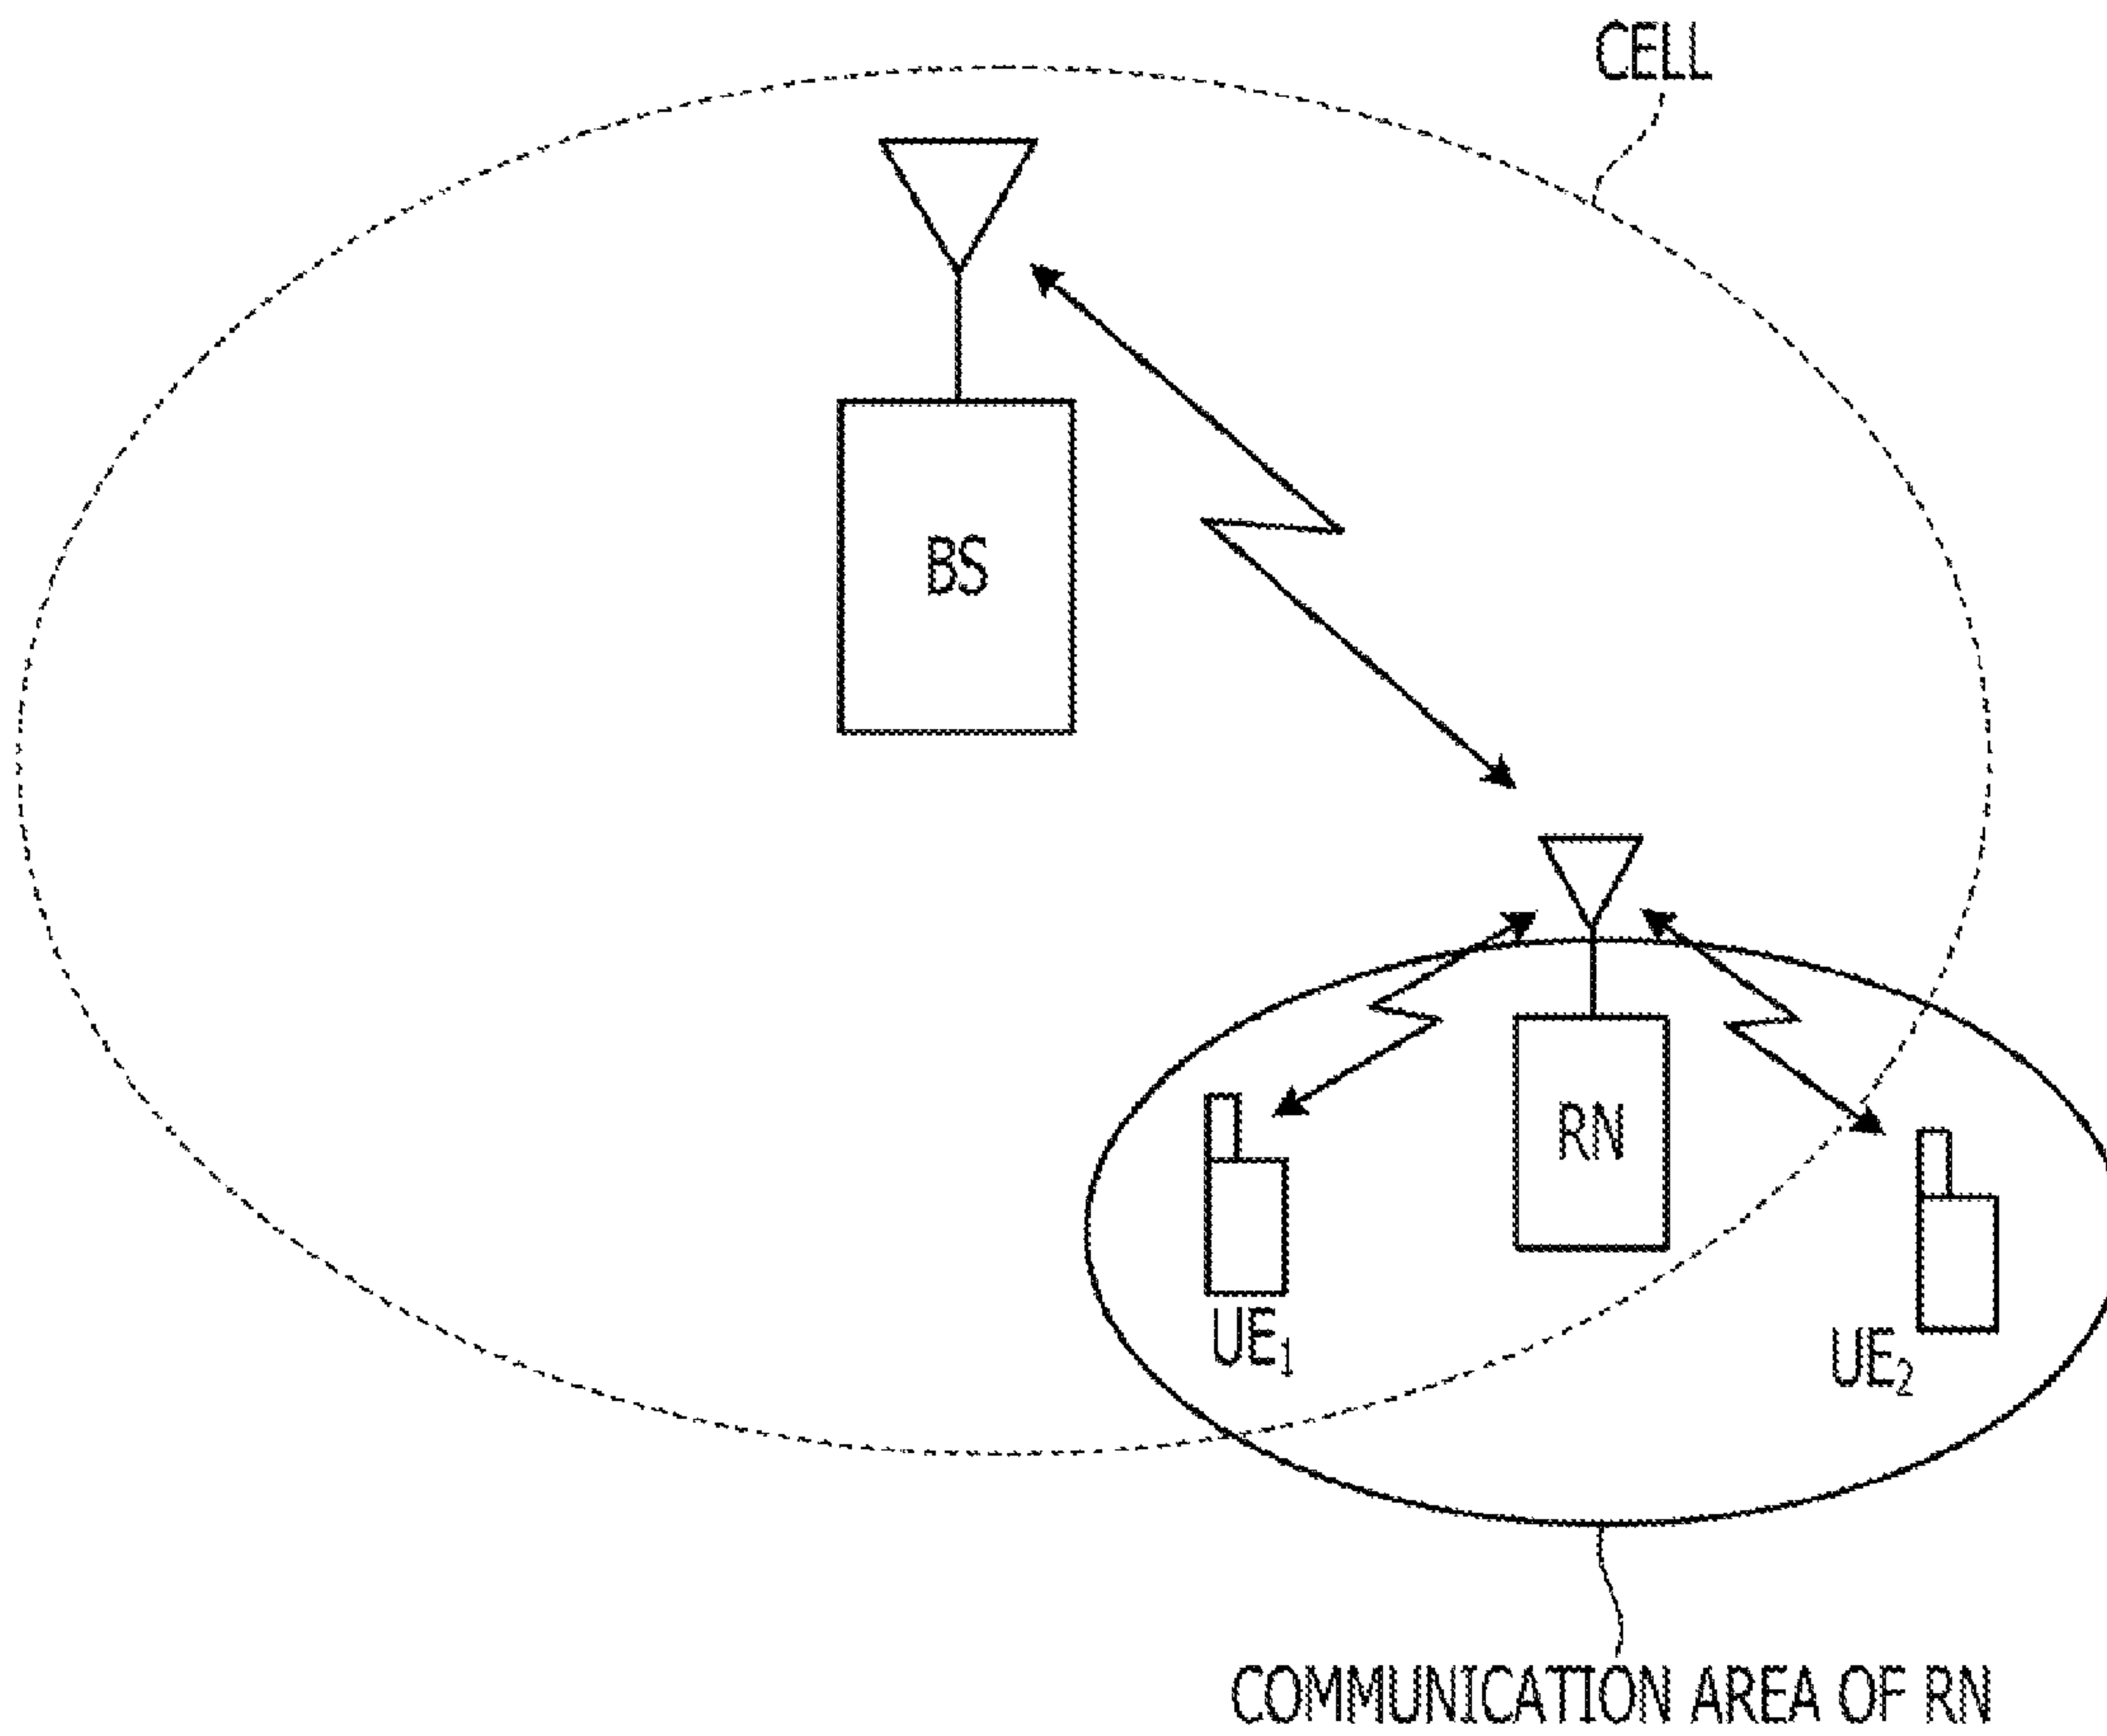 CELL
BS
RN
UE₁
UE₂
COMMUNICATION AREA OF RN